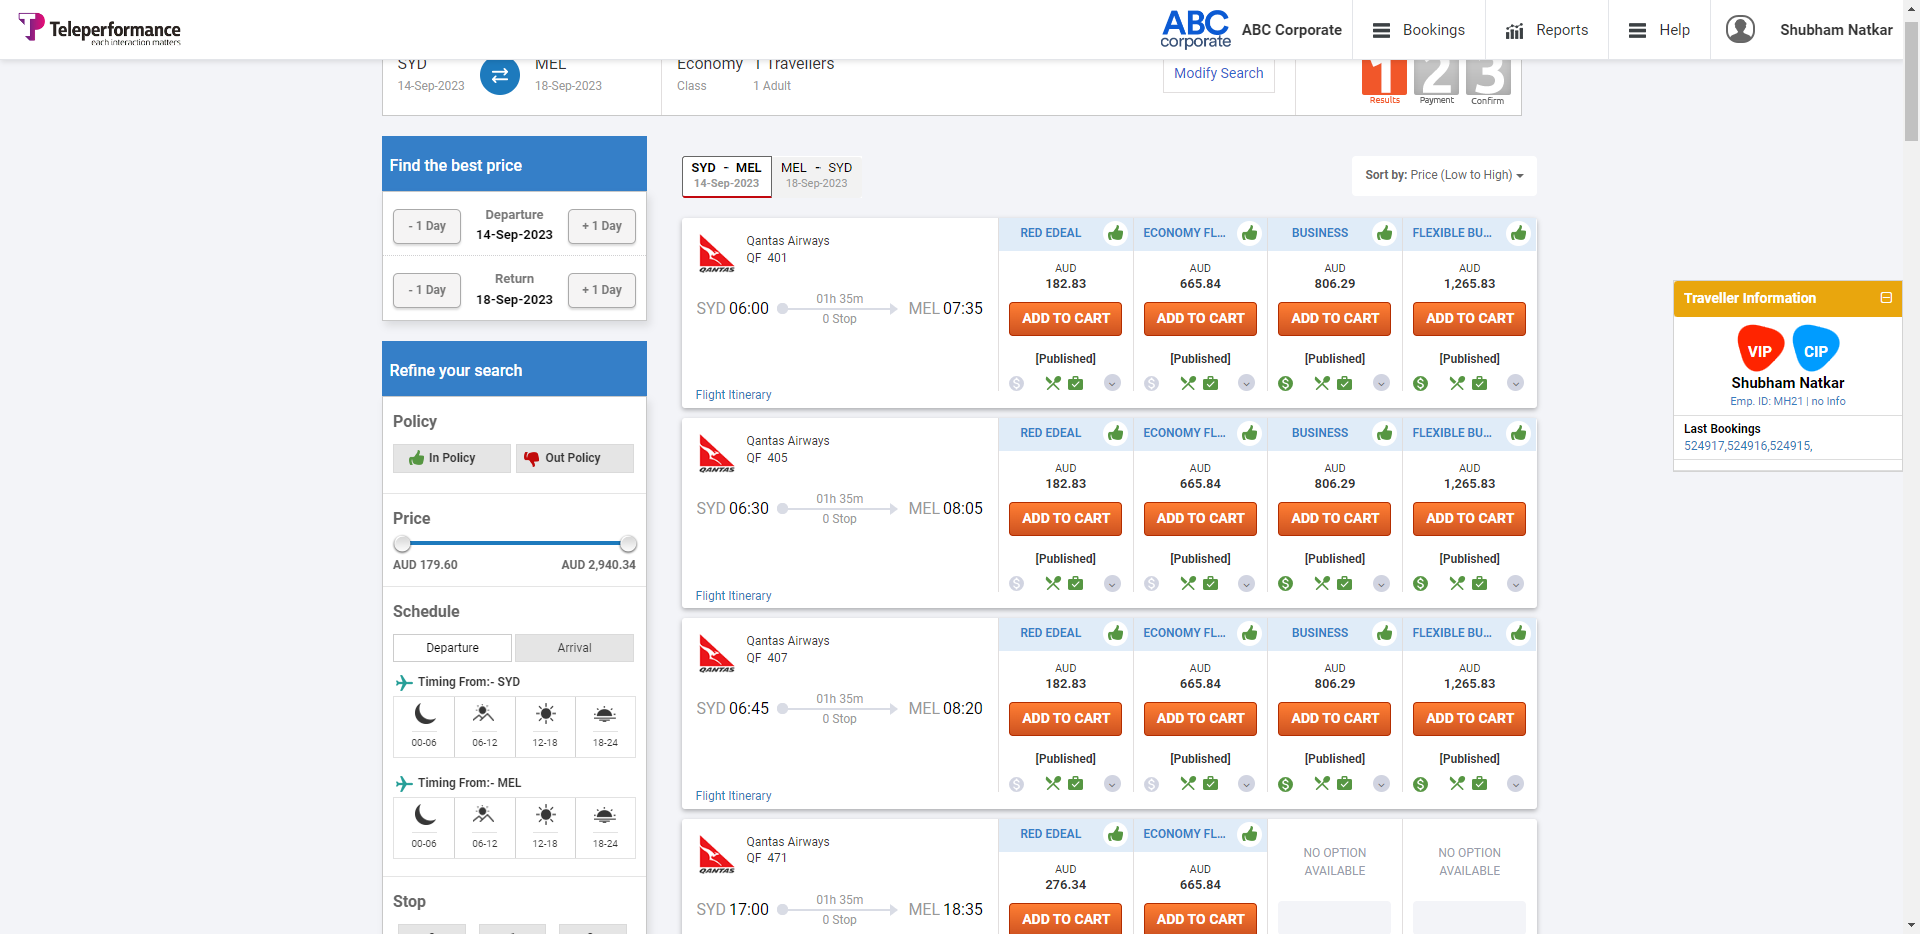 Teleperformance
each interaction matters
ABC
corporate
ABC Corporate
Bookings
Reports
Help
Shubham Natkar
SYD
MEL
Economy 1 Travellers
14-Sep-2023
18-Sep-2023
Class
1 Adult
Modify Search
1 2 3
Results
Payment
Confirm
Find the best price
- 1 Day
Departure
14-Sep-2023
+ 1 Day
- 1 Day
Return
18-Sep-2023
+ 1 Day
Refine your search
Policy
In Policy
Out Policy
Price
AUD 179.60
AUD 2,940.34
Schedule
Departure
Arrival
Timing From:- SYD
00-06
06-12
12-18
18-24
Timing From:- MEL
00-06
06-12
12-18
18-24
Stop
SYD - MEL
14-Sep-2023
MEL - SYD
18-Sep-2023
Sort by: Price (Low to High)
QANTAS
Qantas Airways
QF 401
SYD 06:00
01h 35m
0 Stop
MEL 07:35
Flight Itinerary
RED EDEAL
AUD
182.83
ADD TO CART
[Published]
ECONOMY FL...
AUD
665.84
ADD TO CART
[Published]
BUSINESS
AUD
806.29
ADD TO CART
[Published]
FLEXIBLE BU...
AUD
1,265.83
ADD TO CART
[Published]
QANTAS
Qantas Airways
QF 405
SYD 06:30
01h 35m
0 Stop
MEL 08:05
Flight Itinerary
RED EDEAL
AUD
182.83
ADD TO CART
[Published]
ECONOMY FL...
AUD
665.84
ADD TO CART
[Published]
BUSINESS
AUD
806.29
ADD TO CART
[Published]
FLEXIBLE BU...
AUD
1,265.83
ADD TO CART
[Published]
QANTAS
Qantas Airways
QF 407
SYD 06:45
01h 35m
0 Stop
MEL 08:20
Flight Itinerary
RED EDEAL
AUD
182.83
ADD TO CART
[Published]
ECONOMY FL...
AUD
665.84
ADD TO CART
[Published]
BUSINESS
AUD
806.29
ADD TO CART
[Published]
FLEXIBLE BU...
AUD
1,265.83
ADD TO CART
[Published]
QANTAS
Qantas Airways
QF 471
SYD 17:00
01h 35m
0 Stop
MEL 18:35
RED EDEAL
AUD
276.34
ADD TO CART
ECONOMY FL...
AUD
665.84
ADD TO CART
NO OPTION
AVAILABLE
NO OPTION
AVAILABLE
Traveller Information
VIP
CIP
Shubham Natkar
Emp. ID: MH21 | no Info
Last Bookings
524917,524916,524915,